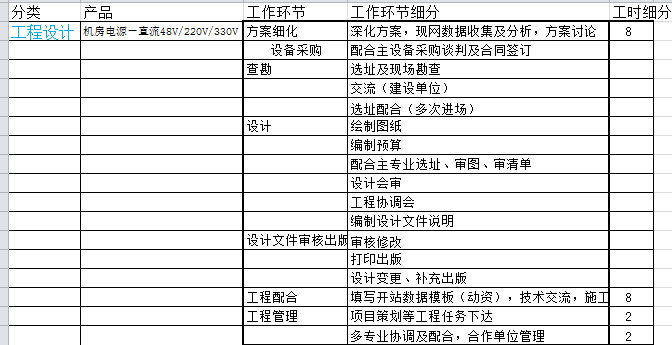 分类 产品 工作环节 工作环节细分 工时细分
工程设计 机房电源—直流48V/220V/330V 方案细化 深化方案，现网数据收集及分析，方案讨论 8
设备采购 配合主设备采购谈判及合同签订
查勘 选址及现场勘查
交流（建设单位）
选址配合（多次进场）
设计 绘制图纸
编制预算
配合主专业选址、审图、审清单
设计会审
工程协调会
编制设计文件说明
设计文件审核出版 审核修改
打印出版
设计变更、补充出版
工程配合 填写开站数据模板（动资），技术交流，施工 8
工程管理 项目策划等工程任务下达 2
多专业协调及配合，合作单位管理 2